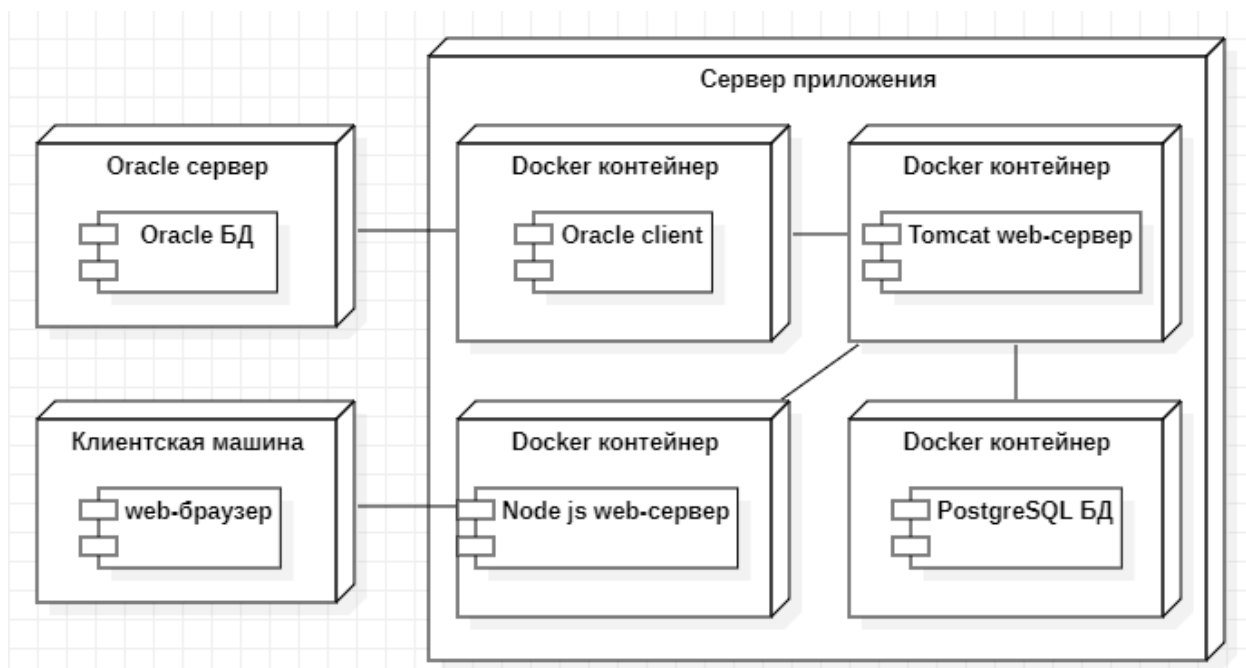 Сервер приложения
Oracle сервер
Oracle БД
Docker контейнер
Oracle client
Docker контейнер
Tomcat web-сервер
Клиентская машина
web-браузер
Docker контейнер
Node js web-сервер
Docker контейнер
PostgreSQL БД